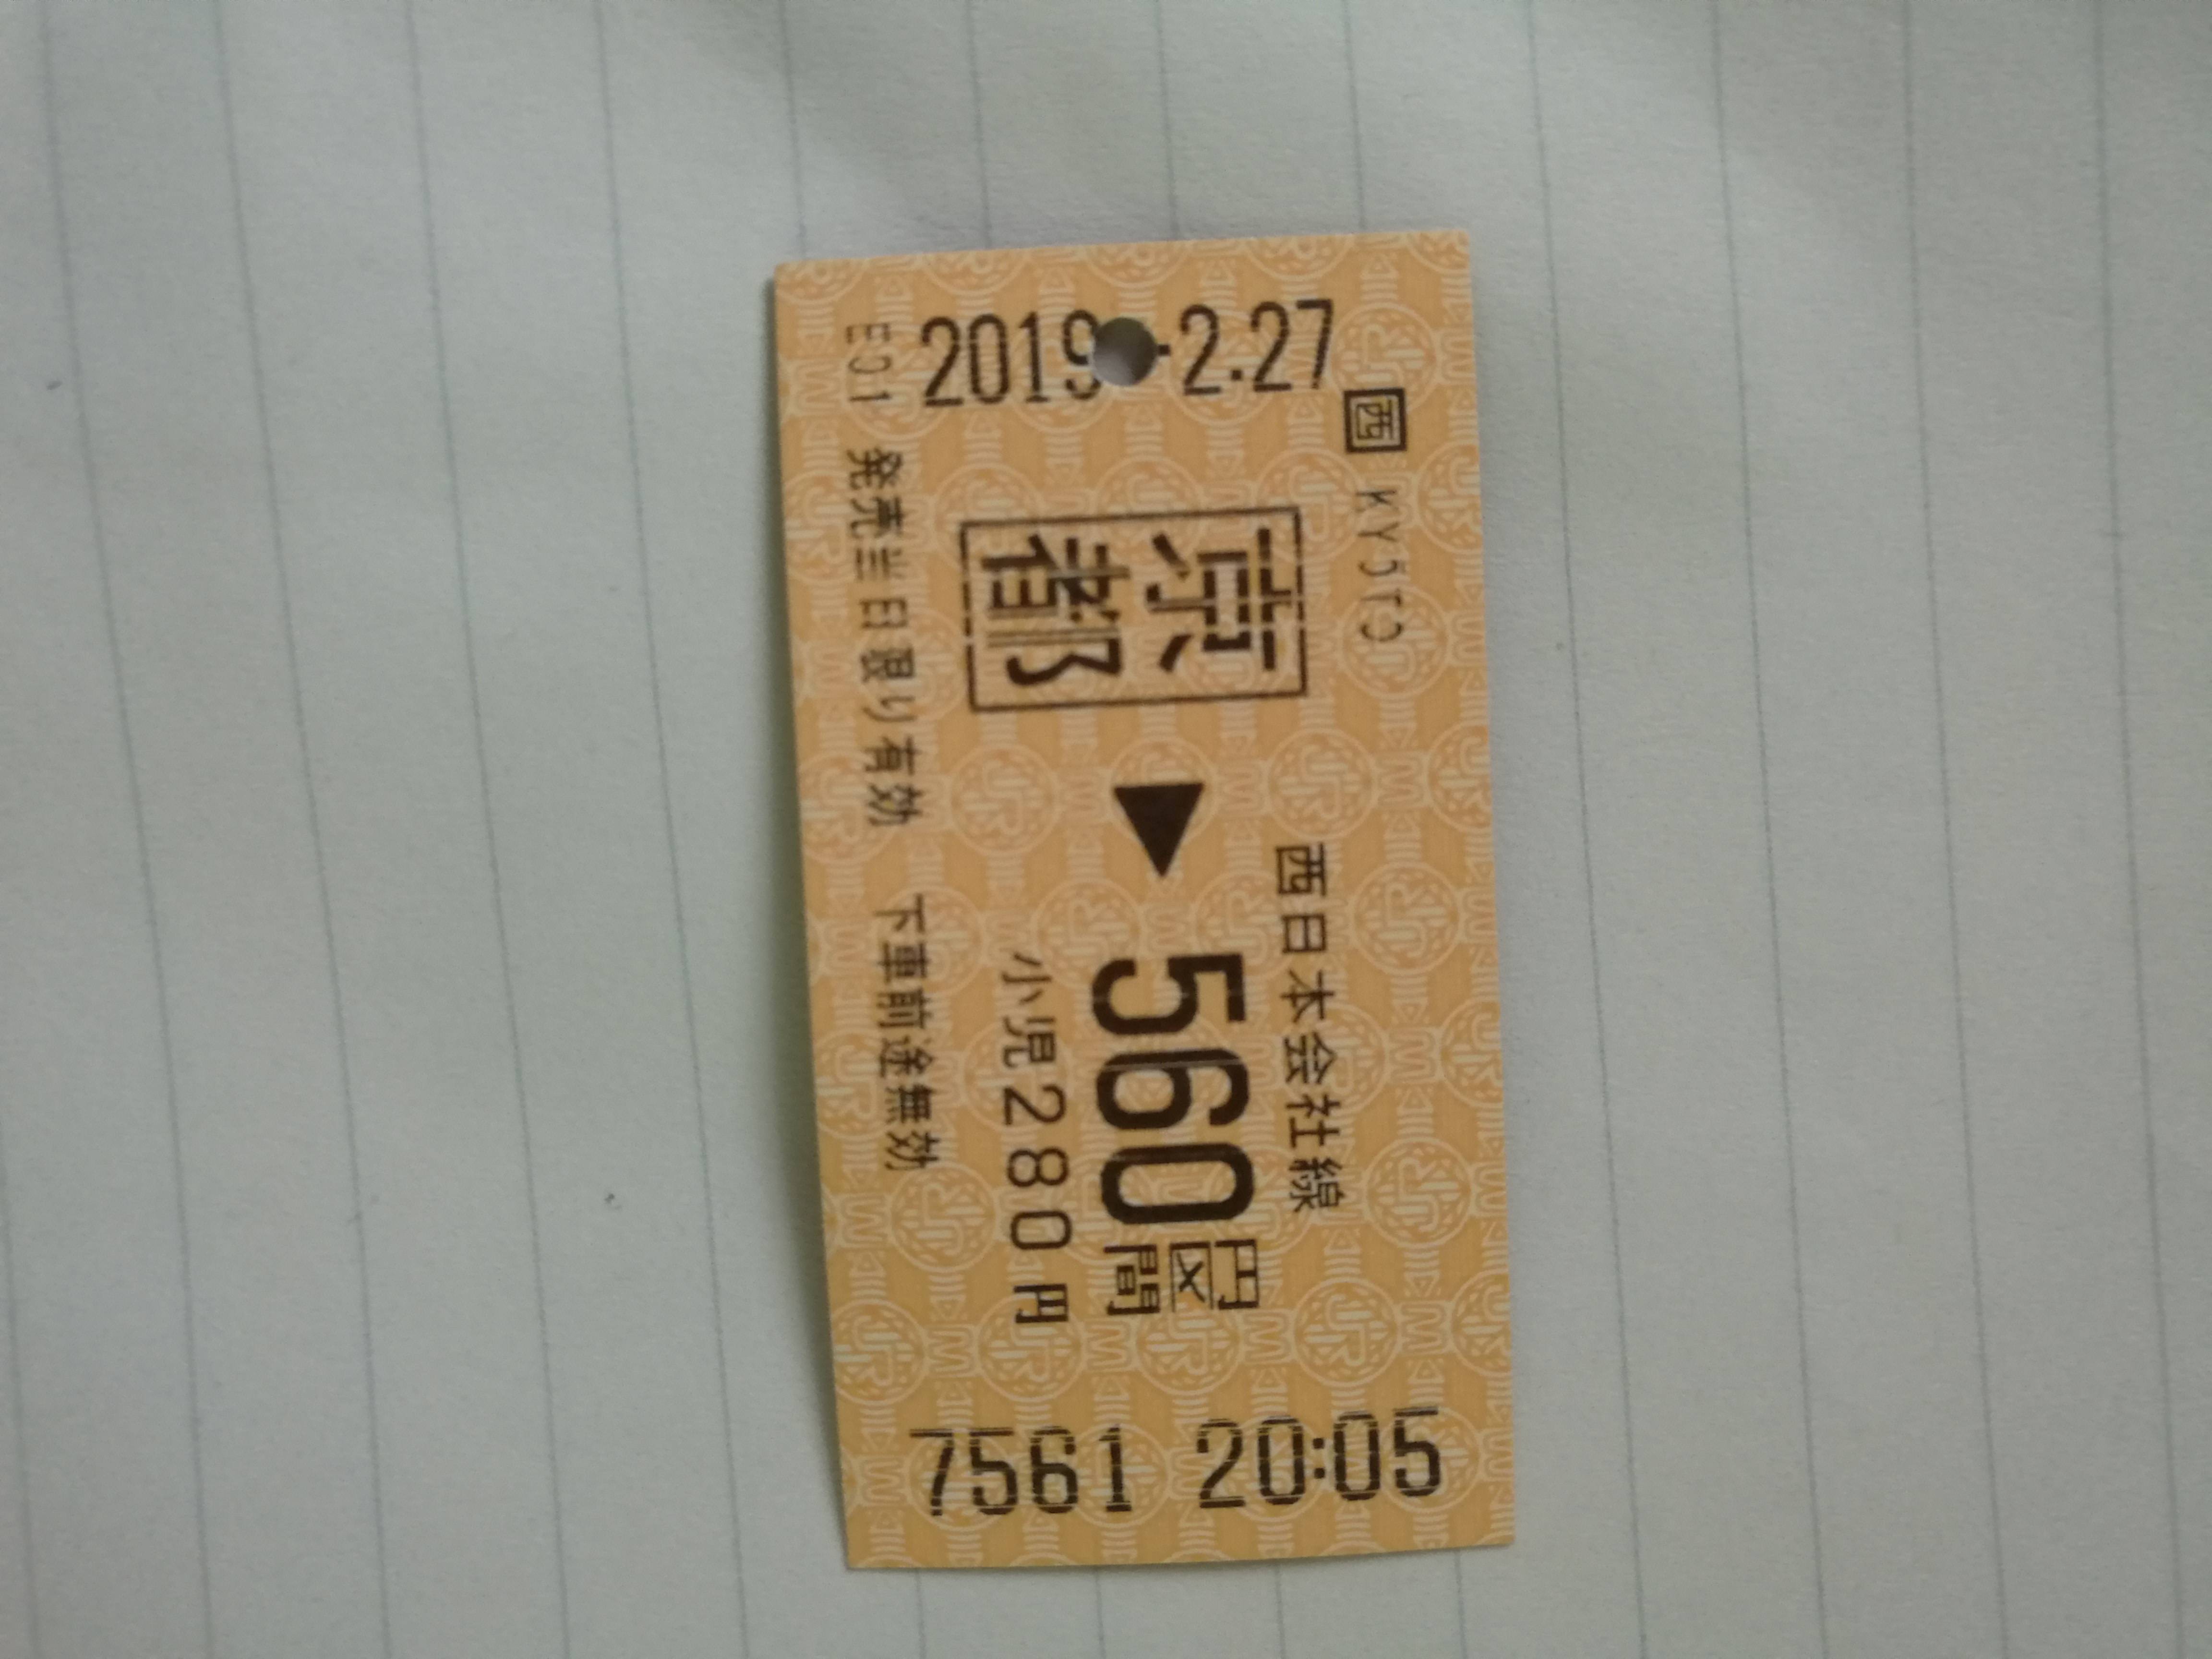 2019.-2.27
西 KYOTO
京都
▶
西日本会社線
560円区間
小児280円
発売当日限り有効 下車前途無効
E01
7561 20:05